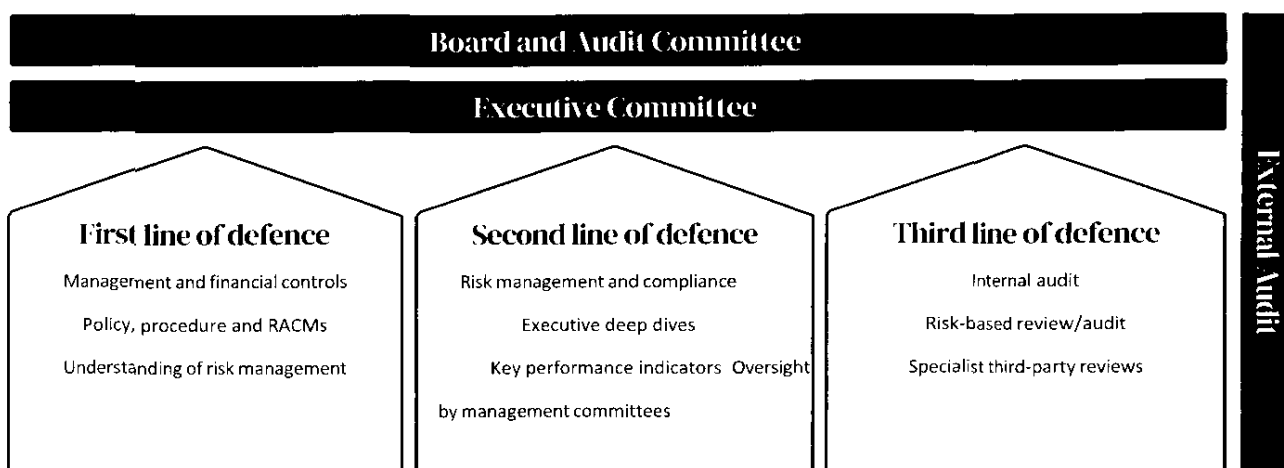 Board and Audit Committee
Executive Committee
External Audit
First line of defence
Management and financial controls
Policy, procedure and RACMs
Understanding of risk management
Second line of defence
Risk management and compliance
Executive deep dives
Key performance indicators Oversight
by management committees
Third line of defence
Internal audit
Risk-based review/audit
Specialist third-party reviews